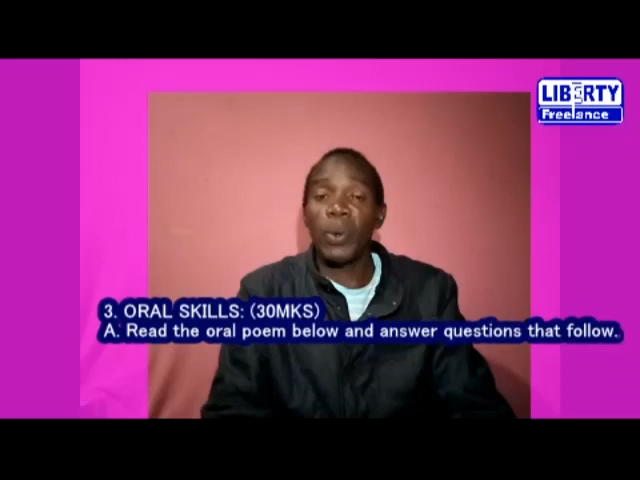 LIBERTY
Freelance
3. ORAL SKILLS: (30MKS)
A. Read the oral poem below and answer questions that follow.